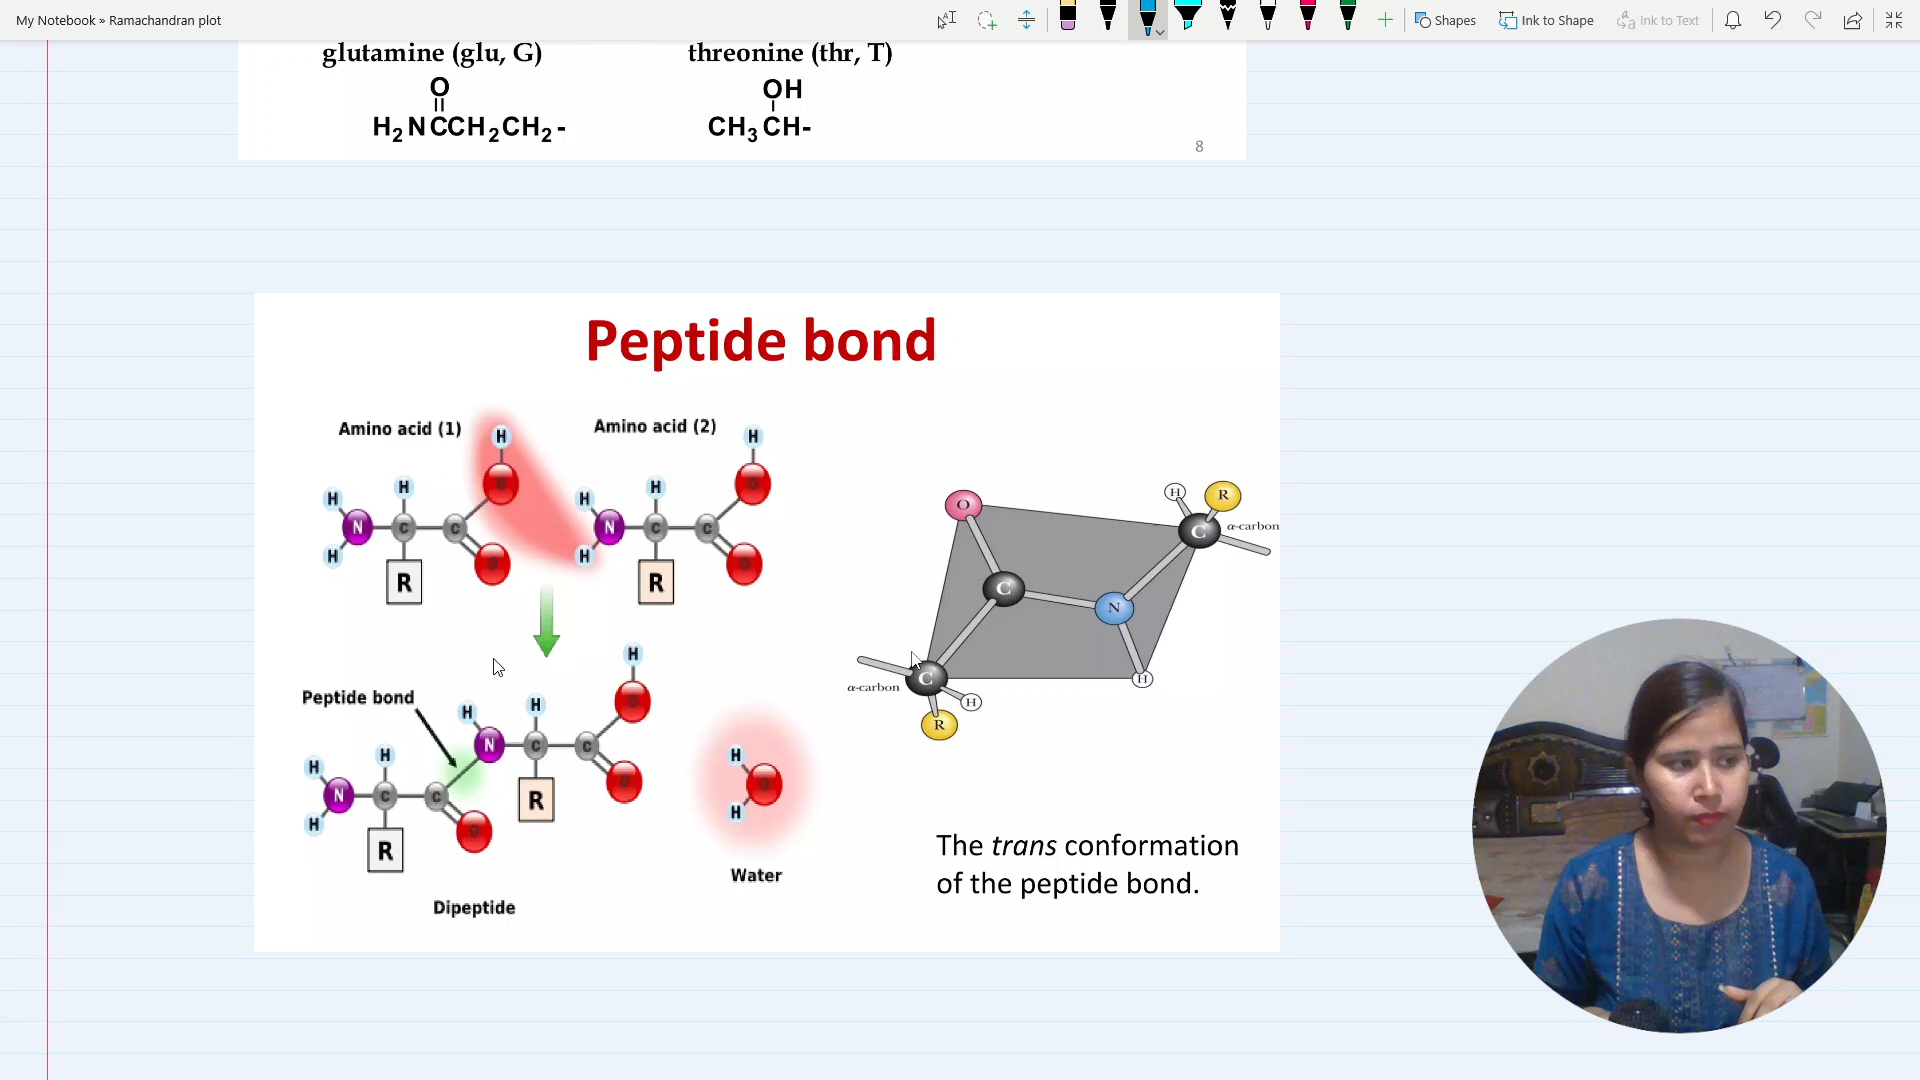 My Notebook » Ramachandran plot
Shapes
Ink to Shape
Ink to Text
glutamine (glu, G)
threonine (thr, T)
O
H2NCCH2CH2-
OH
CH3CH-
8
Peptide bond
Amino acid (1)
Amino acid (2)
H
H
H
H
H
H
N
C
C
O
O
H
R
N
C
C
O
O
H
R
O
H
R
C
α-carbon
C
N
α-carbon
C
H
R
H
Peptide bond
H
H
H
H
N
C
C
N
C
C
O
O
H
R
O
H
R
H
H
O
Water
Dipeptide
The trans conformation
of the peptide bond.